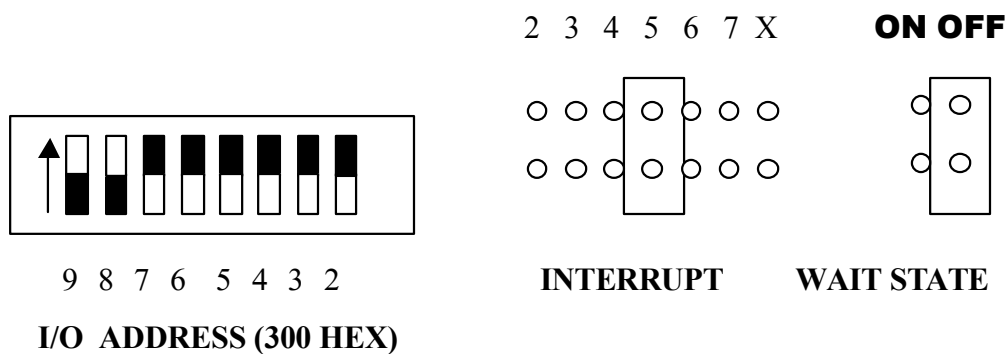 2 3 4 5 6 7 X
ON OFF
9 8 7 6 5 4 3 2
INTERRUPT
WAIT STATE
I/O ADDRESS (300 HEX)